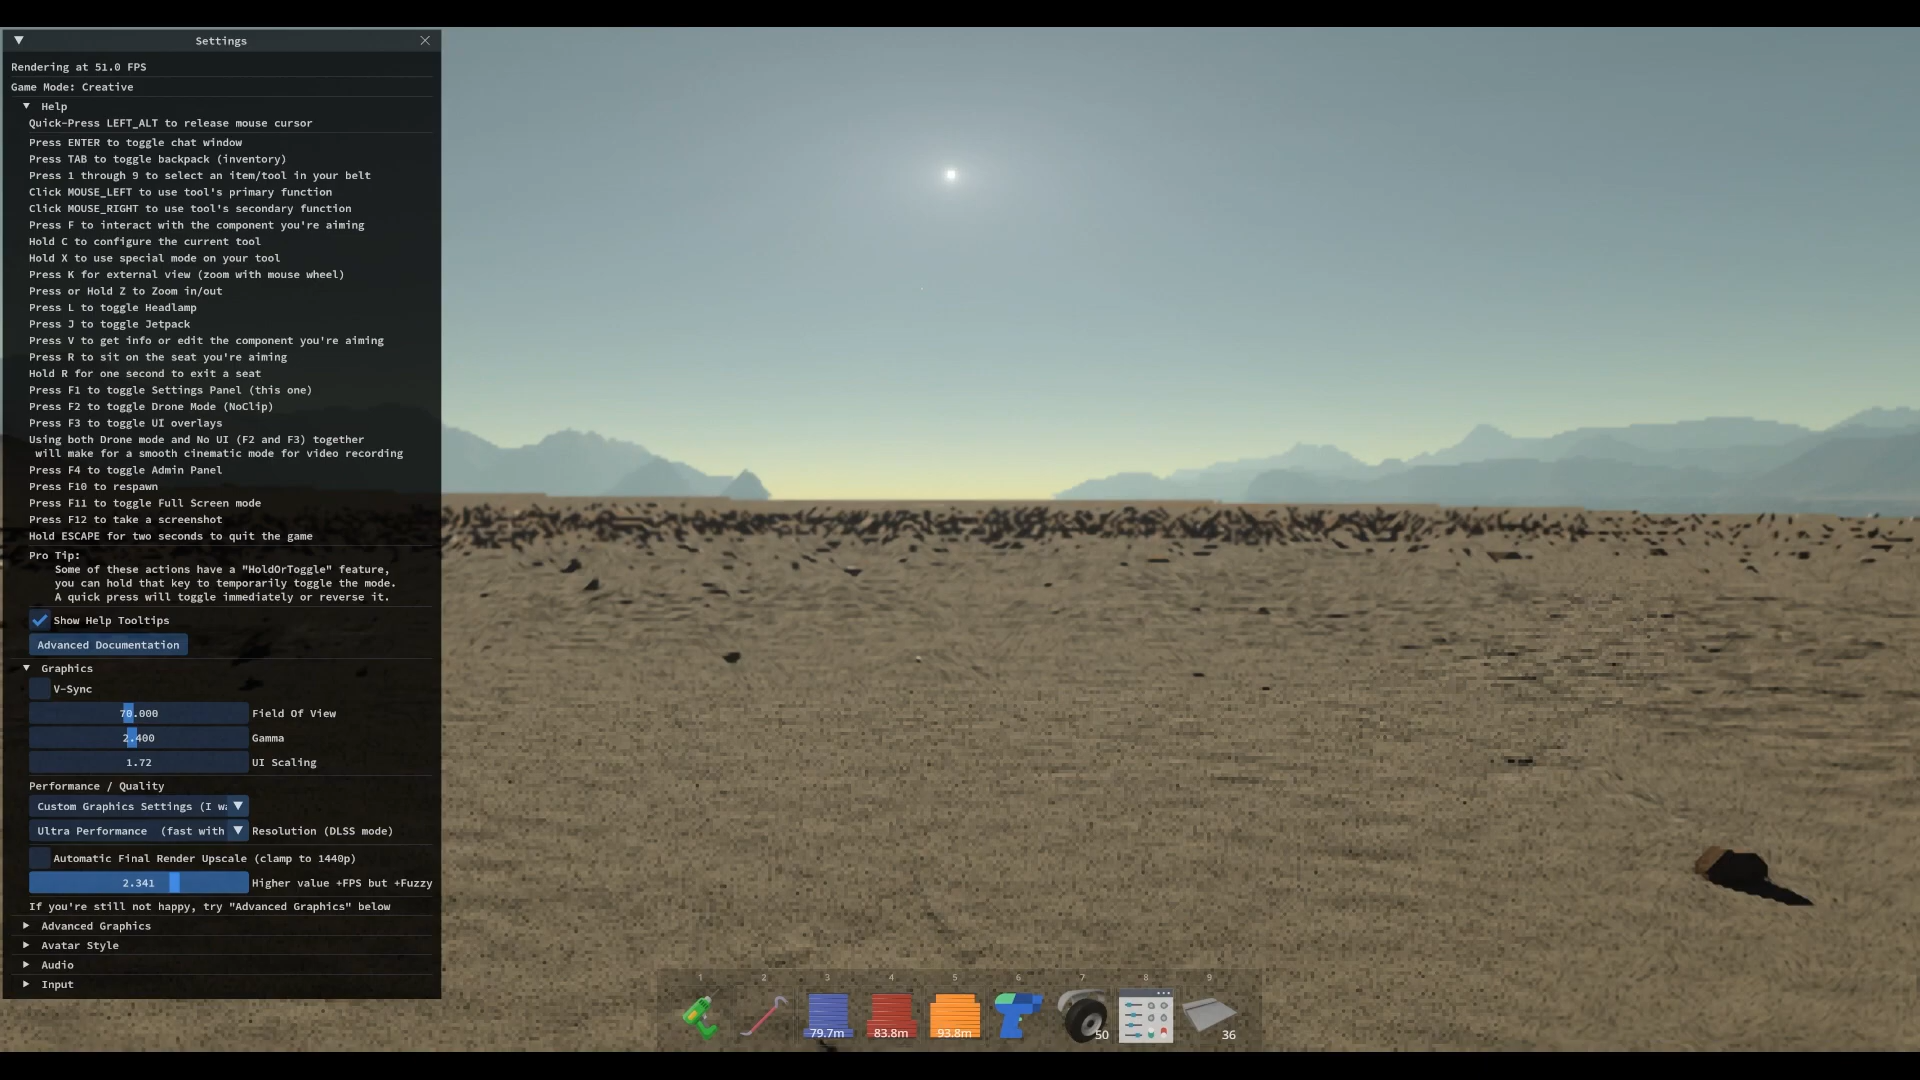 Settings
Rendering at 51.0 FPS
Game Mode: Creative
Help
Quick-Press LEFT_ALT to release mouse cursor
Press ENTER to toggle chat window
Press TAB to toggle backpack (inventory)
Press 1 through 9 to select an item/tool in your belt
Click MOUSE_LEFT to use tool's primary function
Click MOUSE_RIGHT to use tool's secondary function
Press F to interact with the component you're aiming
Hold C to configure the current tool
Hold X to use special mode on your tool
Press K for external view (zoom with mouse wheel)
Press or Hold Z to Zoom in/out
Press L to toggle Headlamp
Press J to toggle Jetpack
Press V to get info or edit the component you're aiming
Press R to sit on the seat you're aiming
Hold R for one second to exit a seat
Press F1 to toggle Settings Panel (this one)
Press F2 to toggle Drone Mode (NoClip)
Press F3 to toggle UI overlays
Using both Drone mode and No UI (F2 and F3) together
will make for a smooth cinematic mode for video recording
Press F4 to toggle Admin Panel
Press F10 to respawn
Press F11 to toggle Full Screen mode
Press F12 to take a screenshot
Hold ESCAPE for two seconds to quit the game
Pro Tip:
Some of these actions have a "HoldOrToggle" feature,
you can hold that key to temporarily toggle the mode.
A quick press will toggle immediately or reverse it.
Show Help Tooltips
Advanced Documentation
Graphics
V-Sync
70.000 Field Of View
2.400 Gamma
1.72 UI Scaling
Performance / Quality
Custom Graphics Settings (I wa
Ultra Performance (fast with Resolution (DLSS mode)
Automatic Final Render Upscale (clamp to 1440p)
2.341 Higher value +FPS but +Fuzzy
If you're still not happy, try "Advanced Graphics" below
Advanced Graphics
Avatar Style
Audio
Input
1 2 3 4 5 6 7 8 9
79.7m 83.8m 93.8m 50 36